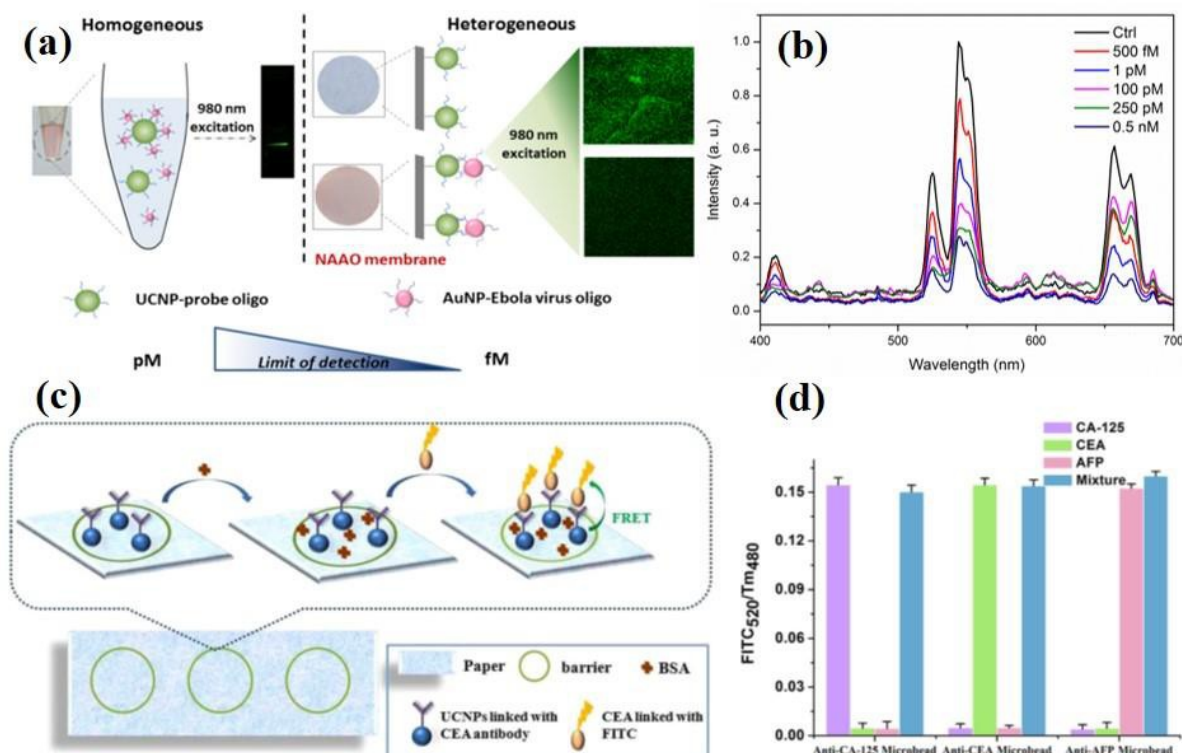 (a)
Homogeneous
Heterogeneous
980 nm
excitation
980 nm
excitation
NAAO membrane
UCNP-probe oligo
AuNP-Ebola virus oligo
pM
Limit of detection
fM
(b)
Ctrl
500 fM
1 pM
100 pM
250 pM
0.5 nM
1.0
0.8
0.6
0.4
0.2
0.0
Intensity (a. u.)
400
500
600
700
Wavelength (nm)
(c)
FRET
Paper
barrier
BSA
UCNPs linked with
CEA antibody
CEA linked with
FITC
(d)
CA-125
CEA
AFP
Mixture
0.15
0.12
0.09
0.06
0.03
0.00
FITC520/Tm480
Anti-CA-125 Microbead
Anti-CEA Microbead
Anti-AFP Microbead